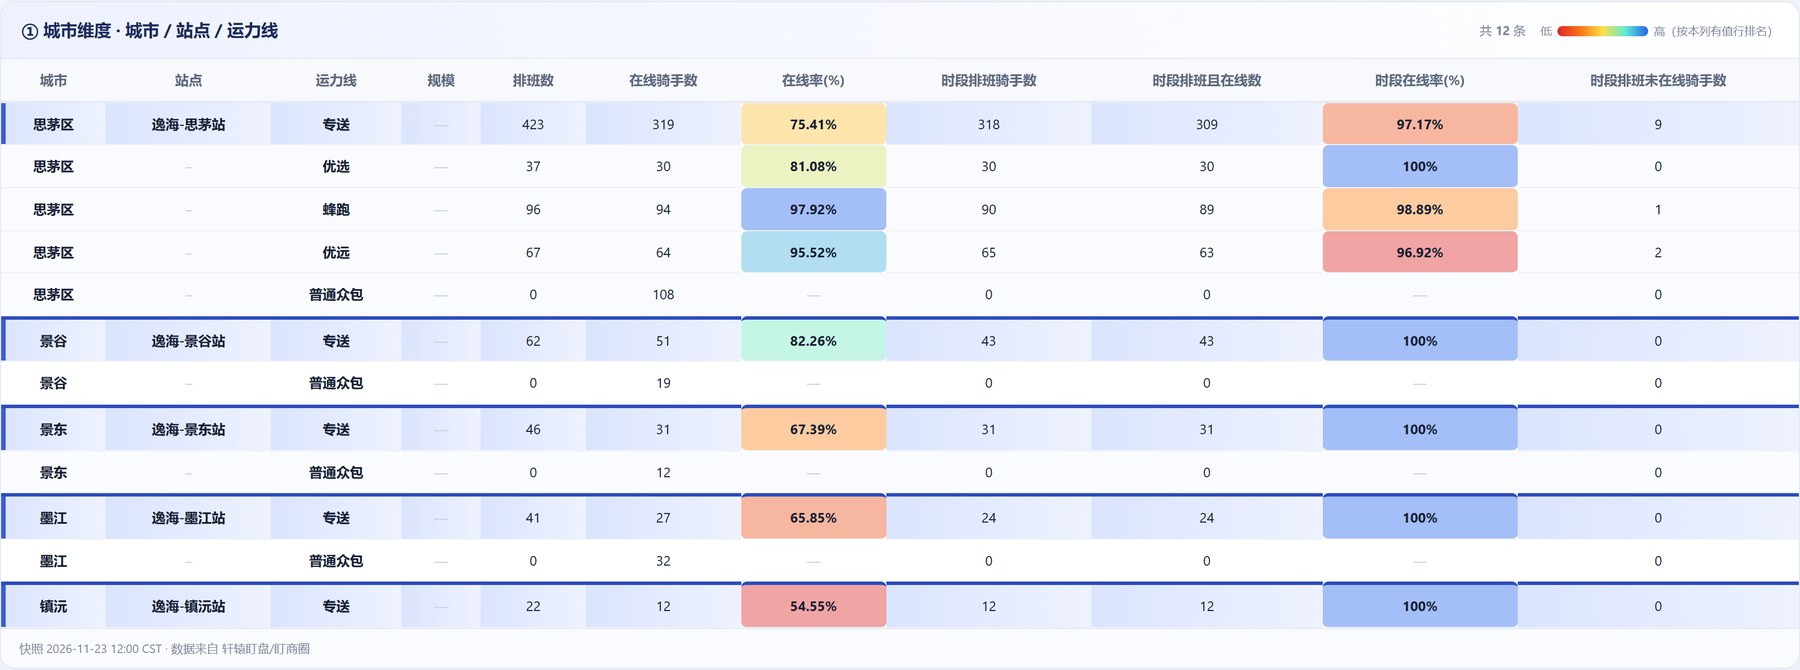 ① 城市维度 · 城市 / 站点 / 运力线
共 12 条 低 高 (按本列有值行排名)
城市 站点 运力线 规模 排班数 在线骑手数 在线率(%) 时段排班骑手数 时段排班且在线数 时段在线率(%) 时段排班未在线骑手数
思茅区 逸海-思茅站 专送 — 423 319 75.41% 318 309 97.17% 9
思茅区 – 优选 — 37 30 81.08% 30 30 100% 0
思茅区 – 蜂跑 — 96 94 97.92% 90 89 98.89% 1
思茅区 – 优远 — 67 64 95.52% 65 63 96.92% 2
思茅区 – 普通众包 — 0 108 — 0 0 — 0
景谷 逸海-景谷站 专送 — 62 51 82.26% 43 43 100% 0
景谷 – 普通众包 — 0 19 — 0 0 — 0
景东 逸海-景东站 专送 — 46 31 67.39% 31 31 100% 0
景东 – 普通众包 — 0 12 — 0 0 — 0
墨江 逸海-墨江站 专送 — 41 27 65.85% 24 24 100% 0
墨江 – 普通众包 — 0 32 — 0 0 — 0
镇沅 逸海-镇沅站 专送 — 22 12 54.55% 12 12 100% 0
快照 2026-11-23 12:00 CST · 数据来自 轩辕盯盘/盯商圈